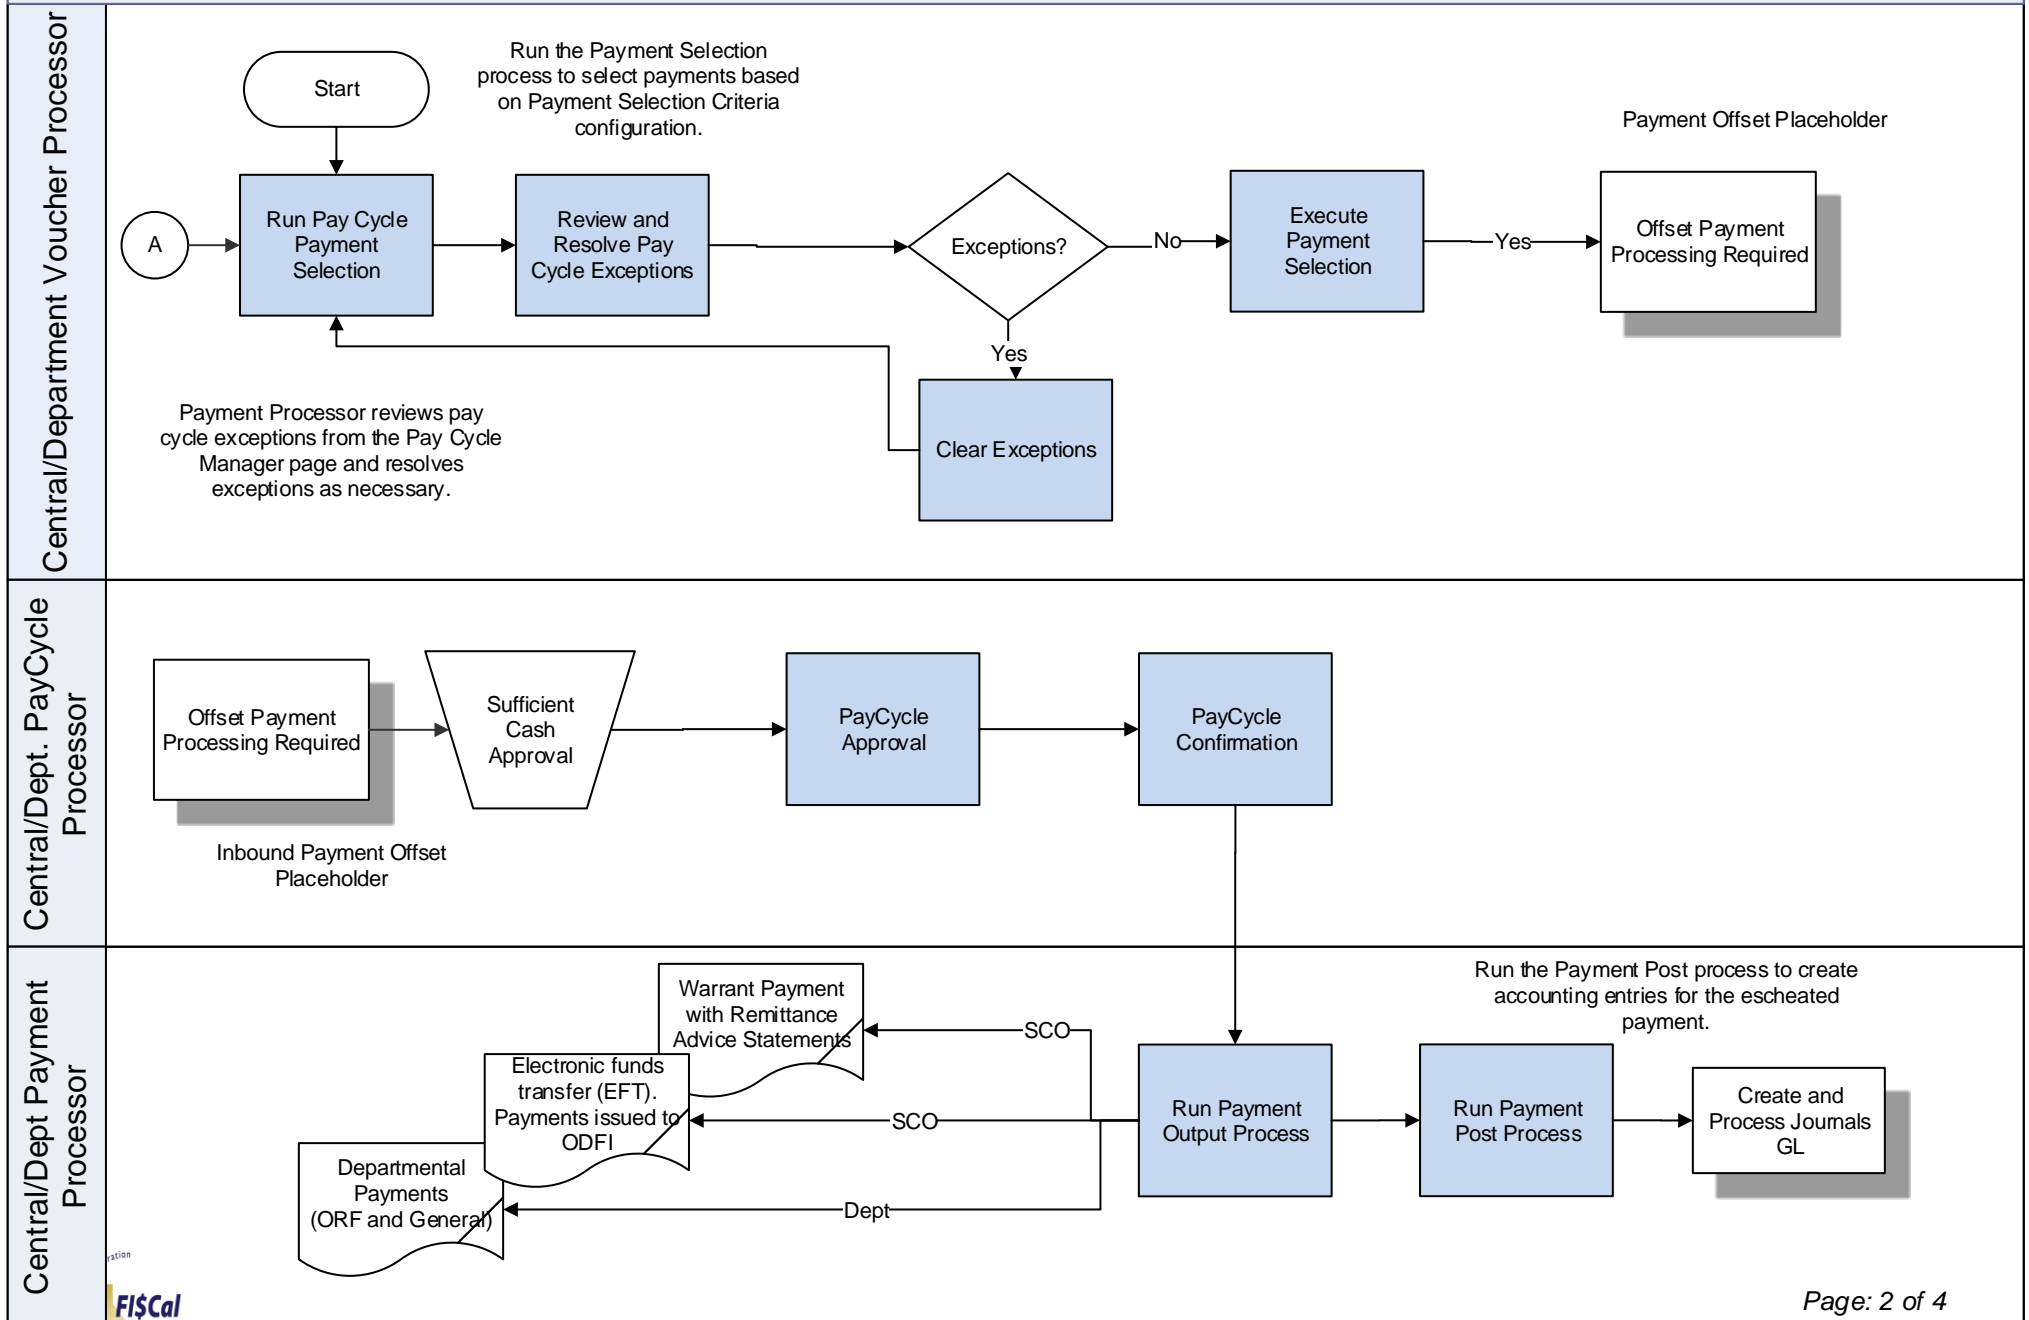 Central/Department Voucher Processor
Start
Run the Payment Selection
process to select payments based
on Payment Selection Criteria
configuration.
Payment Offset Placeholder
A
Run Pay Cycle
Payment
Selection
Review and
Resolve Pay
Cycle Exceptions
Exceptions?
No
Execute
Payment
Selection
Yes
Offset Payment
Processing Required
Yes
Clear Exceptions
Payment Processor reviews pay
cycle exceptions from the Pay Cycle
Manager page and resolves
exceptions as necessary.
Central/Dept. PayCycle
Processor
Offset Payment
Processing Required
Inbound Payment Offset
Placeholder
Sufficient
Cash
Approval
PayCycle
Approval
PayCycle
Confirmation
Central/Dept Payment
Processor
Warrant Payment
with Remittance
Advice Statements
SCO
Electronic funds
transfer (EFT).
Payments issued to
ODFI
SCO
Departmental
Payments
(ORF and General)
Dept
Run Payment
Output Process
Run the Payment Post process to create
accounting entries for the escheated
payment.
Run Payment
Post Process
Create and
Process Journals
GL
ration
FI$Cal
Page: 2 of 4